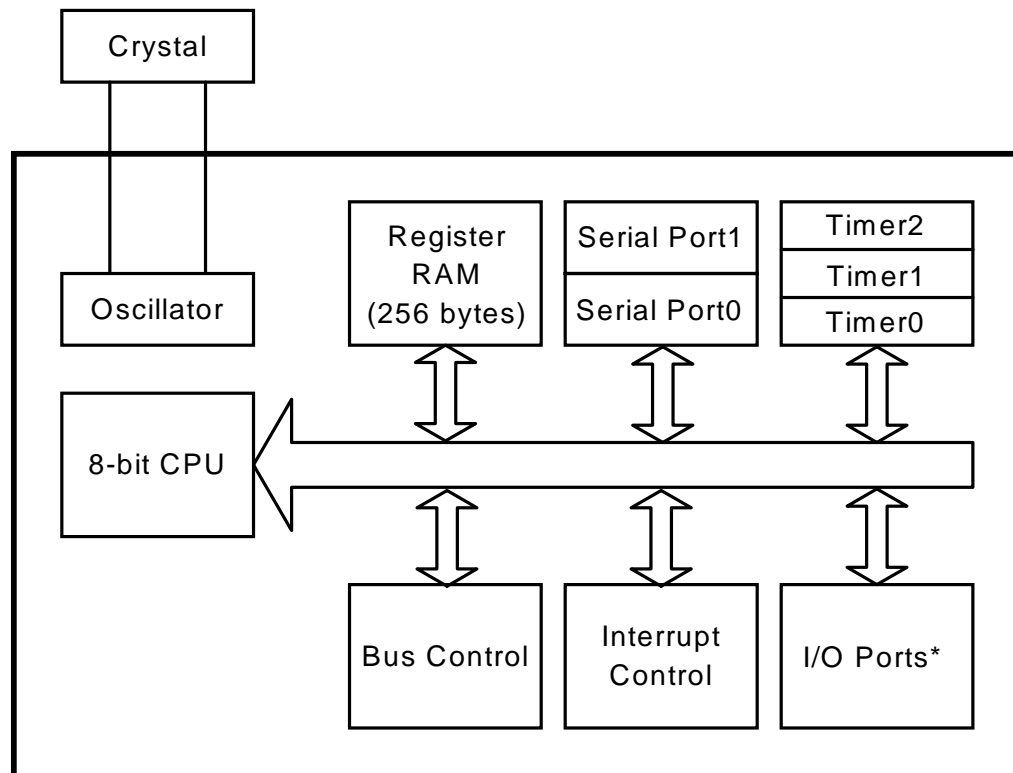 Crystal
Oscillator
Register
RAM
(256 bytes)
Serial Port1
Serial Port0
Timer2
Timer1
Timer0
8-bit CPU
Bus Control
Interrupt
Control
I/O Ports*